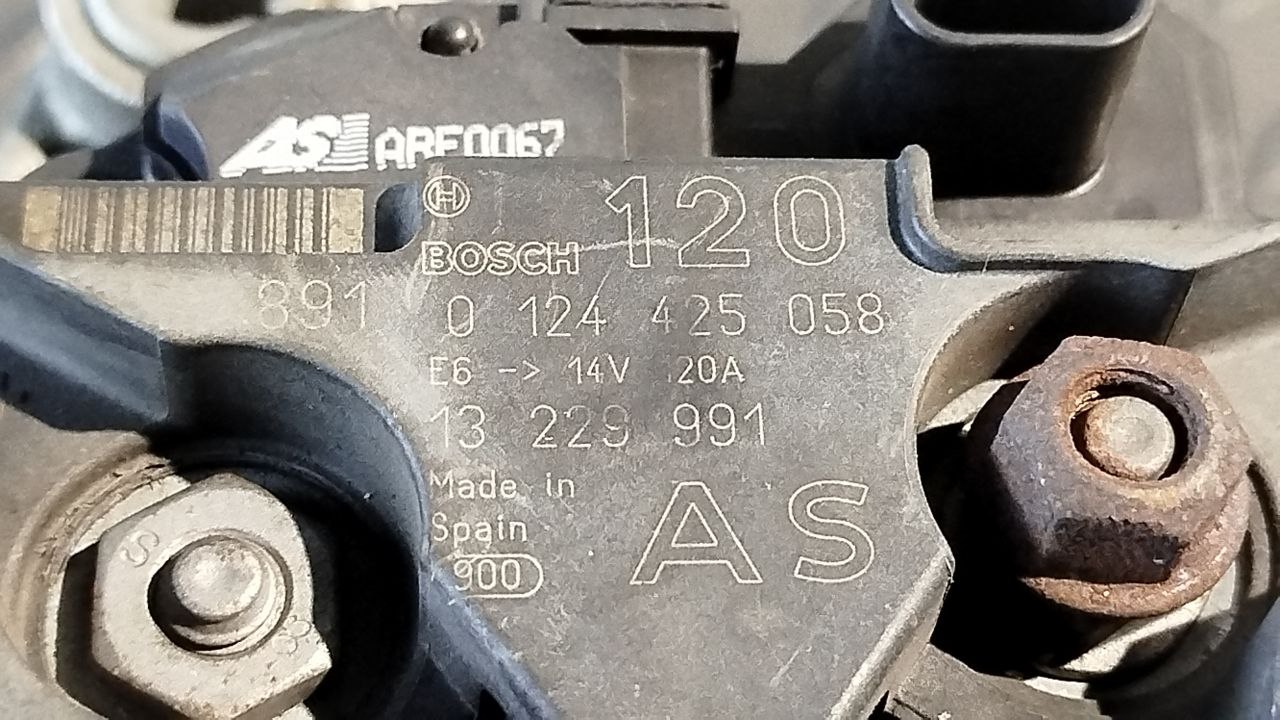 AS ARE0067
BOSCH 120
891
0 124 425 058
E6 -> 14V 120A
13 229 991
Made in
Spain
900
AS
S
8